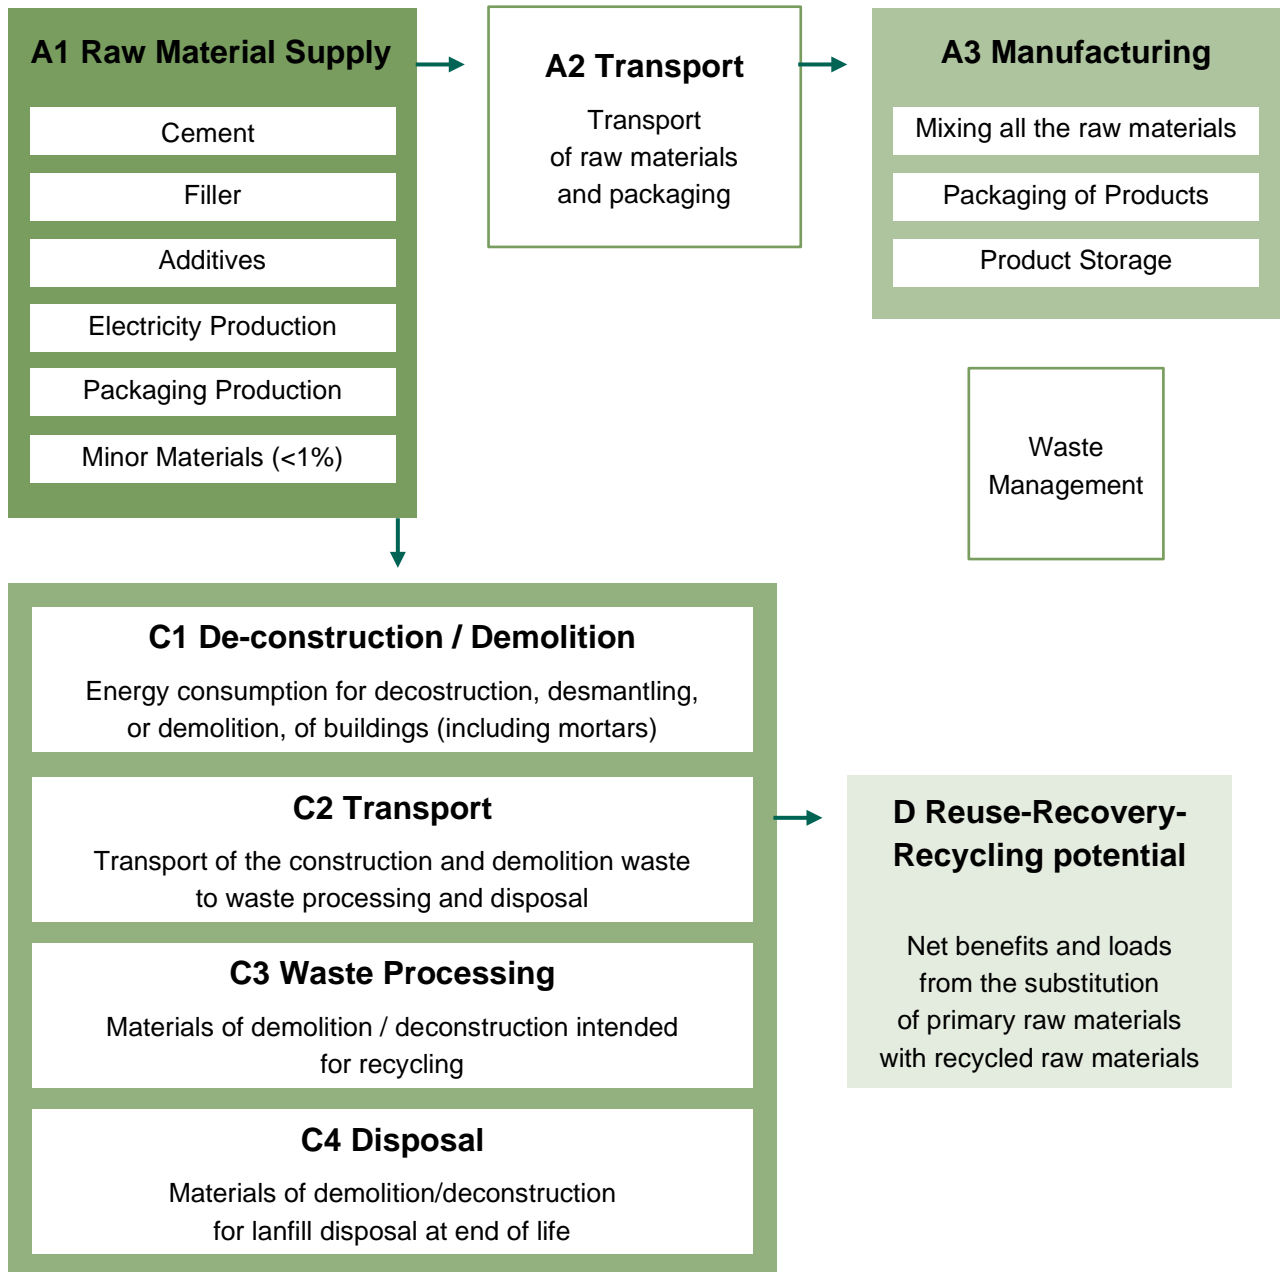 A1 Raw Material Supply
Cement
Filler
Additives
Electricity Production
Packaging Production
Minor Materials (<1%)
A2 Transport
Transport
of raw materials
and packaging
A3 Manufacturing
Mixing all the raw materials
Packaging of Products
Product Storage
Waste
Management
C1 De-construction / Demolition
Energy consumption for decostruction, desmantling,
or demolition, of buildings (including mortars)
C2 Transport
Transport of the construction and demolition waste
to waste processing and disposal
C3 Waste Processing
Materials of demolition / deconstruction intended
for recycling
C4 Disposal
Materials of demolition/deconstruction
for lanfill disposal at end of life
D Reuse-Recovery-
Recycling potential
Net benefits and loads
from the substitution
of primary raw materials
with recycled raw materials